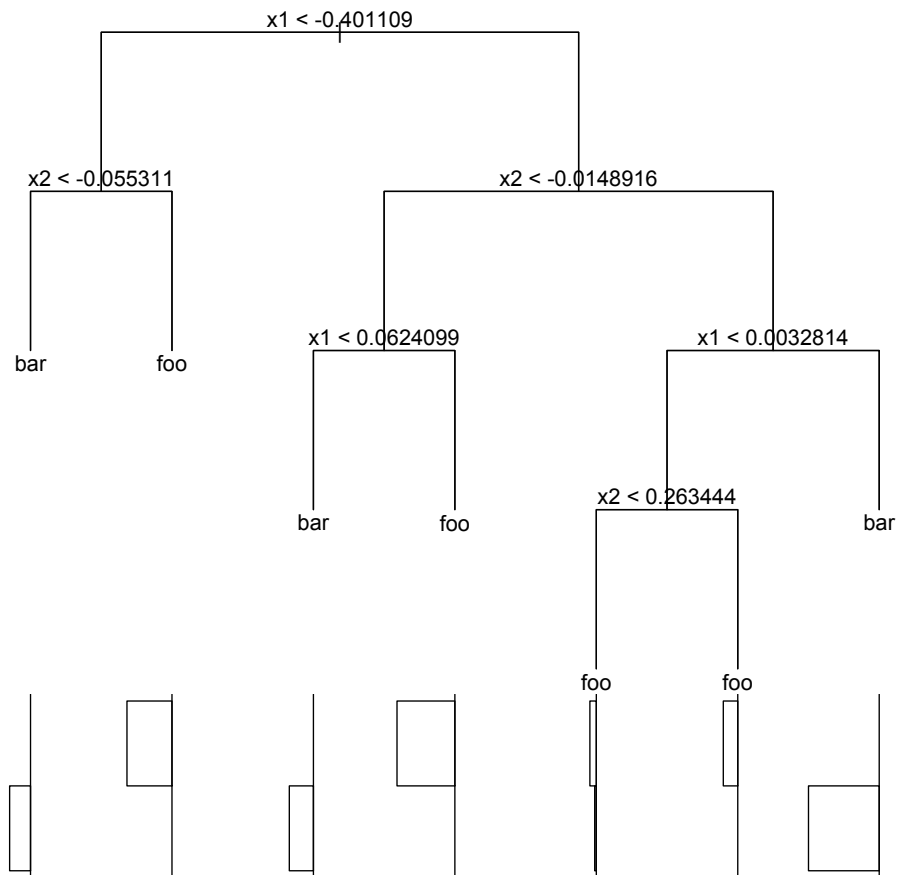 x1 < -0.401109
x2 < -0.055311
x2 < -0.0148916
x1 < 0.0624099
x1 < 0.0032814
bar
foo
x2 < 0.263444
bar
foo
bar
foo
foo